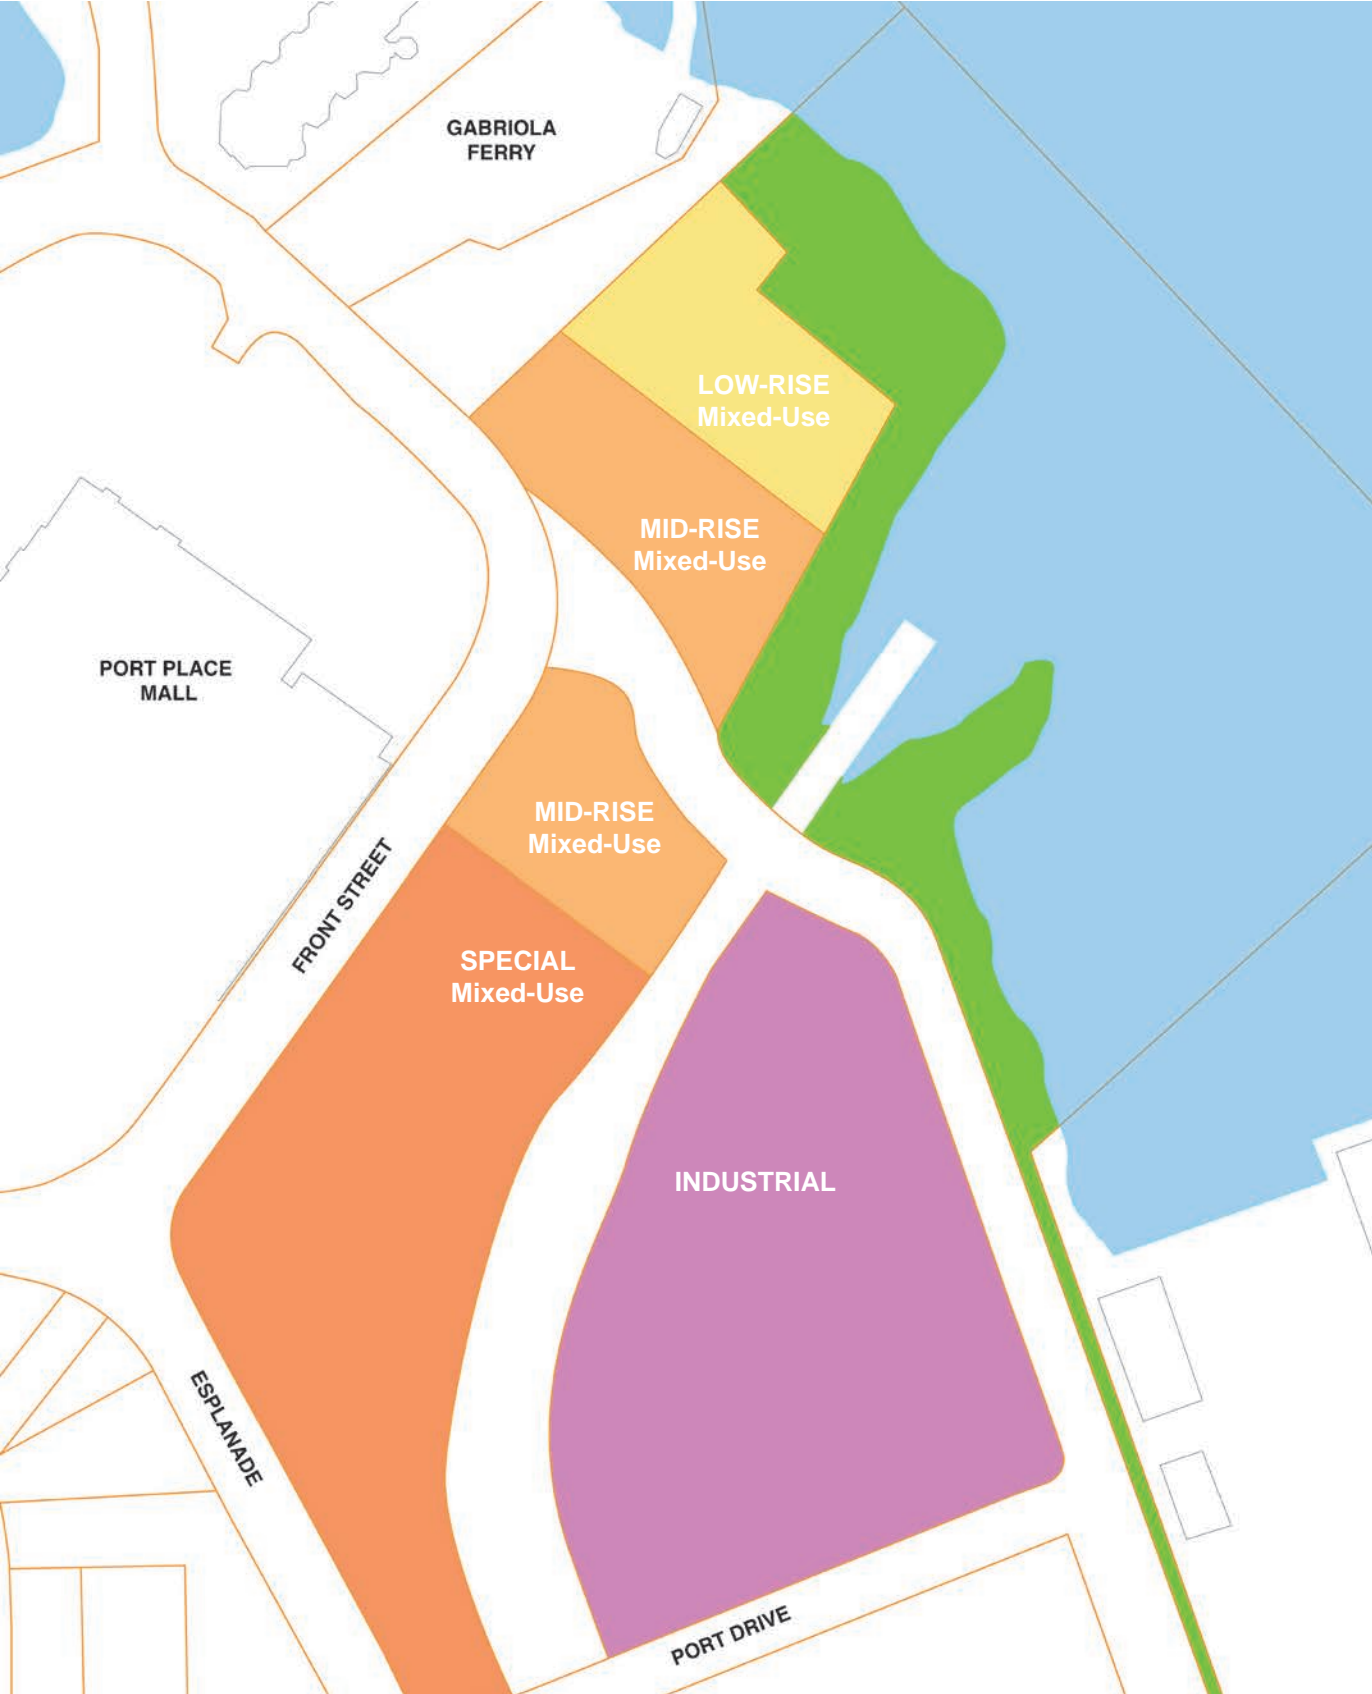 GABRIOLA
FERRY
LOW-RISE
Mixed-Use
MID-RISE
Mixed-Use
PORT PLACE
MALL
MID-RISE
Mixed-Use
FRONT STREET
SPECIAL
Mixed-Use
INDUSTRIAL
ESPLANADE
PORT DRIVE